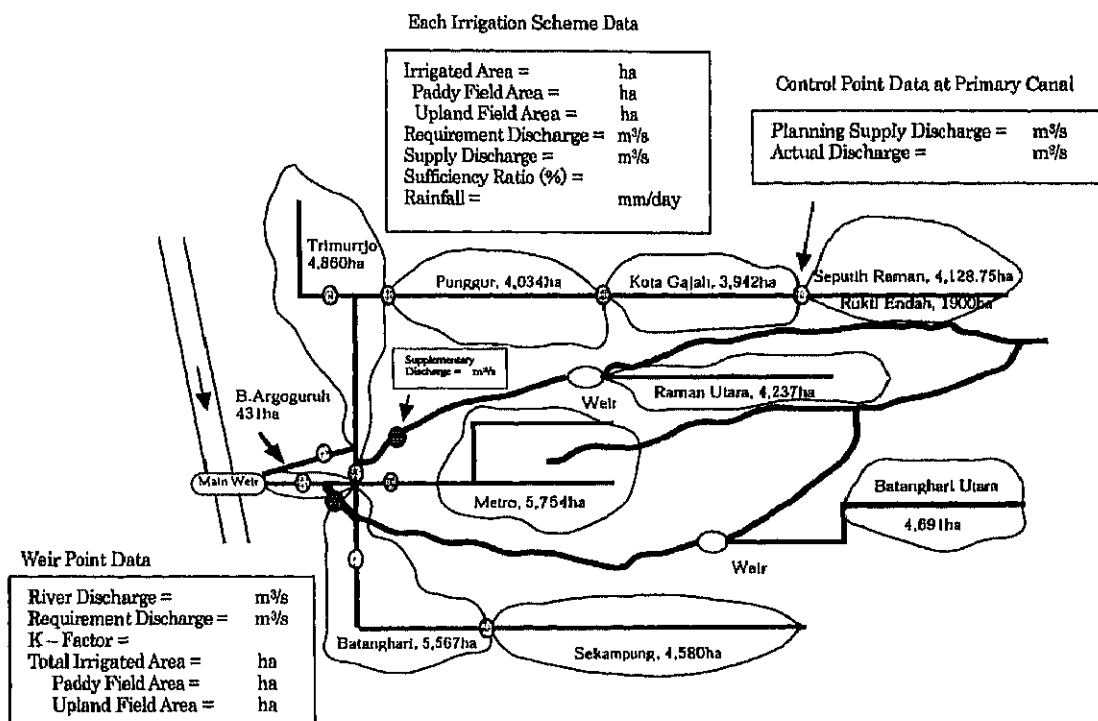 Each Irrigation Scheme Data
Irrigated Area = ha
Paddy Field Area = ha
Upland Field Area = ha
Requirement Discharge = m³/s
Supply Discharge = m³/s
Sufficiency Ratio (%) =
Rainfall = mm/day
Control Point Data at Primary Canal
Planning Supply Discharge = m³/s
Actual Discharge = m³/s
Trimurjo
4,860ha
Punggur, 4,034ha
Kota Gajah, 3,942ha
Seputih Raman, 4,128.75ha
Rukti Endah, 1900ha
Supplementary
Discharge = m³/s
B.Argoguruh
431ha
Weir
Raman Utara, 4,237ha
Main Weir
Metro, 5,754ha
Batanghari Utara
4,691ha
Weir
Batanghari, 5,567ha
Sekampung, 4,580ha
Weir Point Data
River Discharge = m³/s
Requirement Discharge = m³/s
K – Factor =
Total Irrigated Area = ha
Paddy Field Area = ha
Upland Field Area = ha